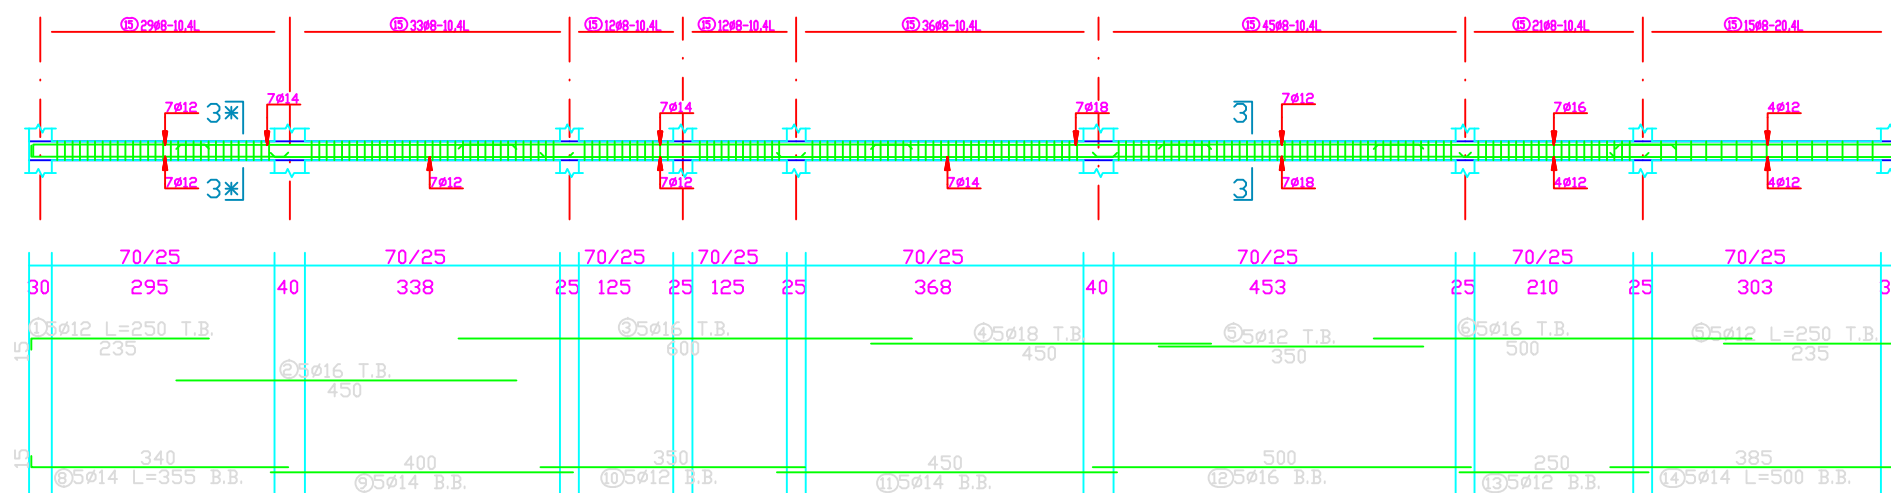 ⑮29ø8-10,4L ⑮33ø8-10,4L ⑮12ø8-10,4L ⑮12ø8-10,4L ⑮36ø8-10,4L ⑮45ø8-10,4L ⑮21ø8-10,4L ⑮15ø8-20,4L
7ø12 3* 7ø14 7ø14 7ø18 3 7ø12 7ø16 4ø12
7ø12 3* 7ø12 7ø12 7ø14 3 7ø18 4ø12 4ø12
70/25 70/25 70/25 70/25 70/25 70/25 70/25 70/25
30 295 40 338 25 125 25 125 25 368 40 453 25 210 25 303 3
①5ø12 L=250 T.B. ③5ø16 T.B. ④5ø18 T.B ⑤5ø12 T.B. ⑥5ø16 T.B. ⑤5ø12 L=250 T.B.
15 235 600 450 350 500 235
②5ø16 T.B.
450
15 340 400 350 450 500 250 385
⑧5ø14 L=355 B.B. ⑨5ø14 B.B. ⑩5ø12 B.B. ⑪5ø14 B.B. ⑫5ø16 B.B. ⑬5ø12 B.B. ⑭5ø14 L=500 B.B.